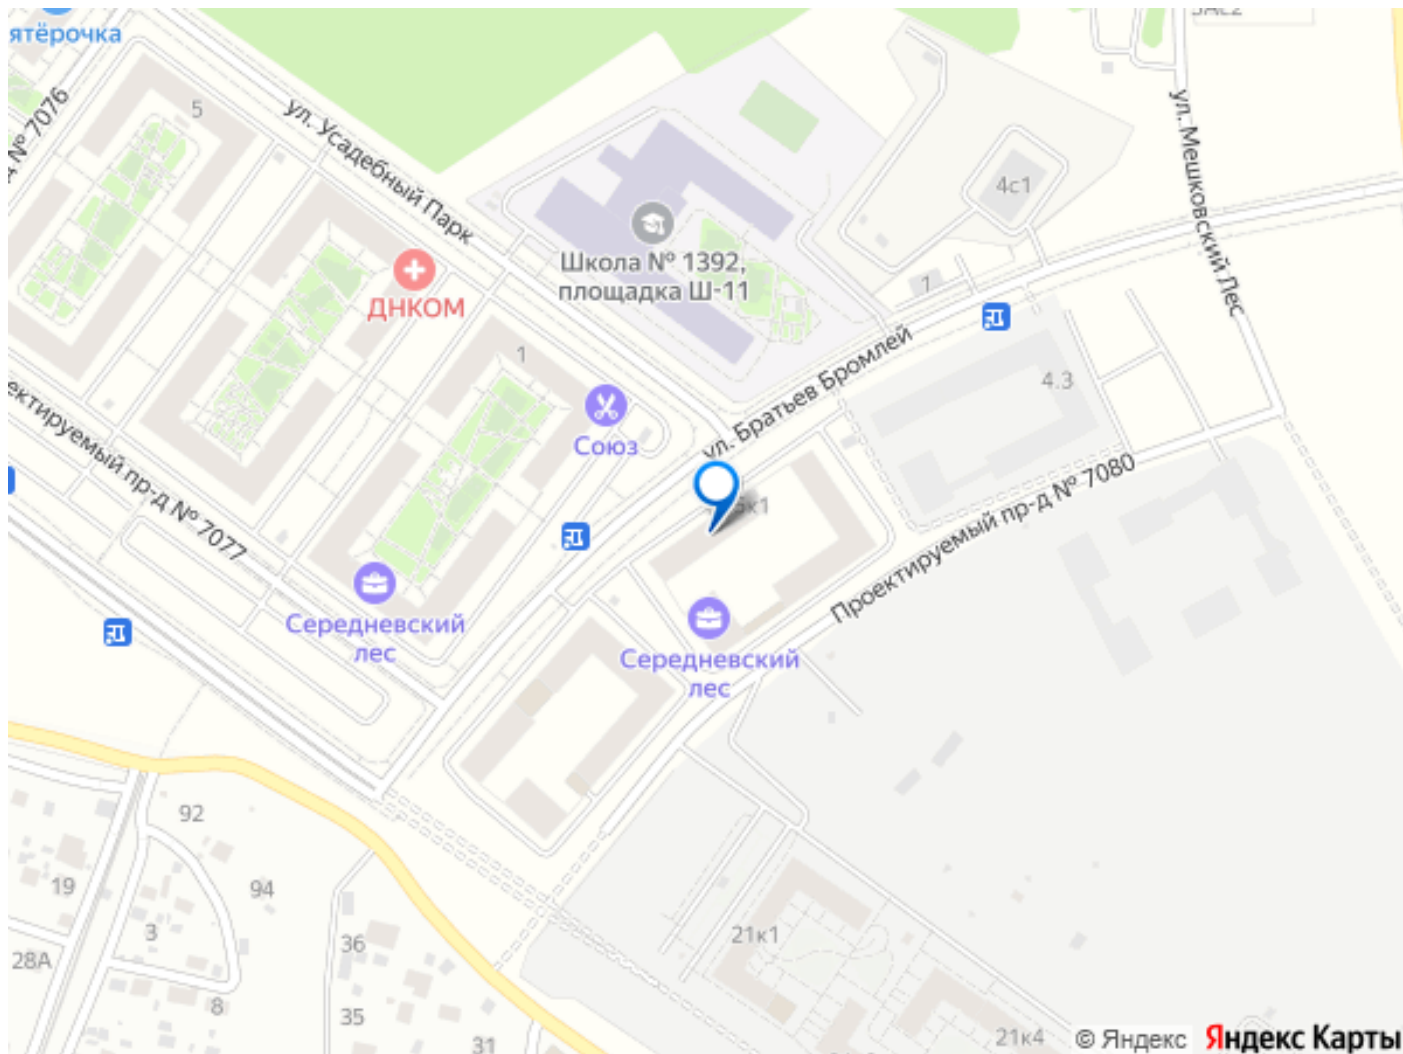 ятёрочка
5
№ 7076
ул. Усадебный Парк
ул. Мешковский Лес
4с1
Школа № 1392,
площадка Ш-11
ДНКОМ
1
7
ул. Братьев Бромлей
4.3
Союз
к1
Проектируемый пр-д № 7080
ектируемый пр-д № 7077
Середневский
лес
Середневский
лес
92
19
94
3
36
28А
8
35
31
21к1
21к4
© Яндекс
Яндекс Карты